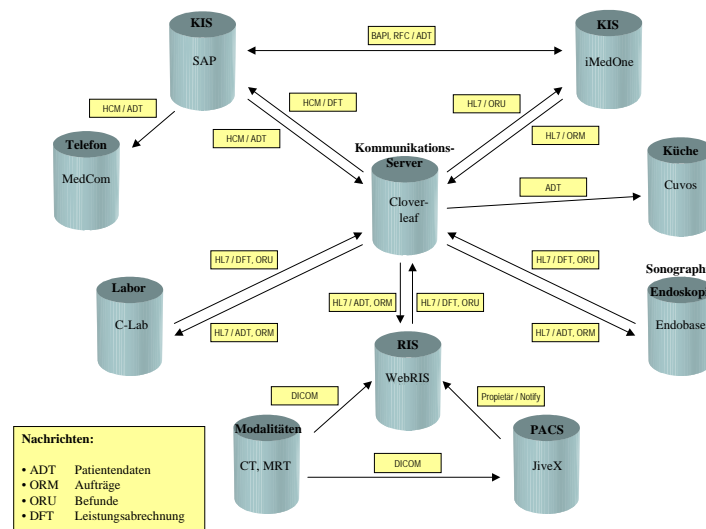 KIS
SAP
BAPI, RFC / ADT
KIS
iMedOne
HCM / ADT
HCM / DFT
HCM / ADT
HL7 / ORU
HL7 / ORM
Telefon
MedCom
Kommunikations-
Server
Clover-
leaf
Küche
Cuvos
ADT
HL7 / DFT, ORU
HL7 / DFT, ORU
Labor
C-Lab
HL7 / ADT, ORM
HL7 / ADT, ORM
HL7 / DFT, ORU
HL7 / ADT, ORM
Sonographi
Endoskopi
Endobase
RIS
WebRIS
DICOM
Propietär / Notify
Modalitäten
CT, MRT
DICOM
PACS
JiveX
Nachrichten:
• ADT Patientendaten
• ORM Aufträge
• ORU Befunde
• DFT Leistungsabrechnung